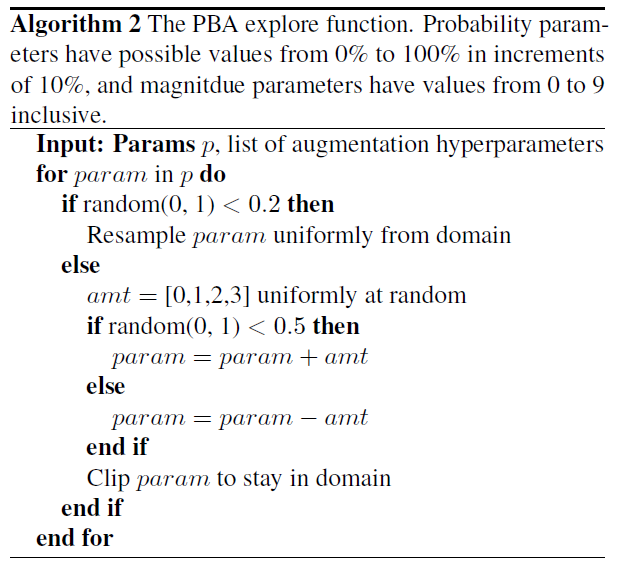 Algorithm 2 The PBA explore function. Probability param-
eters have possible values from 0% to 100% in increments
of 10%, and magnitdue parameters have values from 0 to 9
inclusive.
Input: Params p, list of augmentation hyperparameters
for param in p do
if random(0, 1) < 0.2 then
Resample param uniformly from domain
else
amt = [0,1,2,3] uniformly at random
if random(0, 1) < 0.5 then
param = param + amt
else
param = param − amt
end if
Clip param to stay in domain
end if
end for